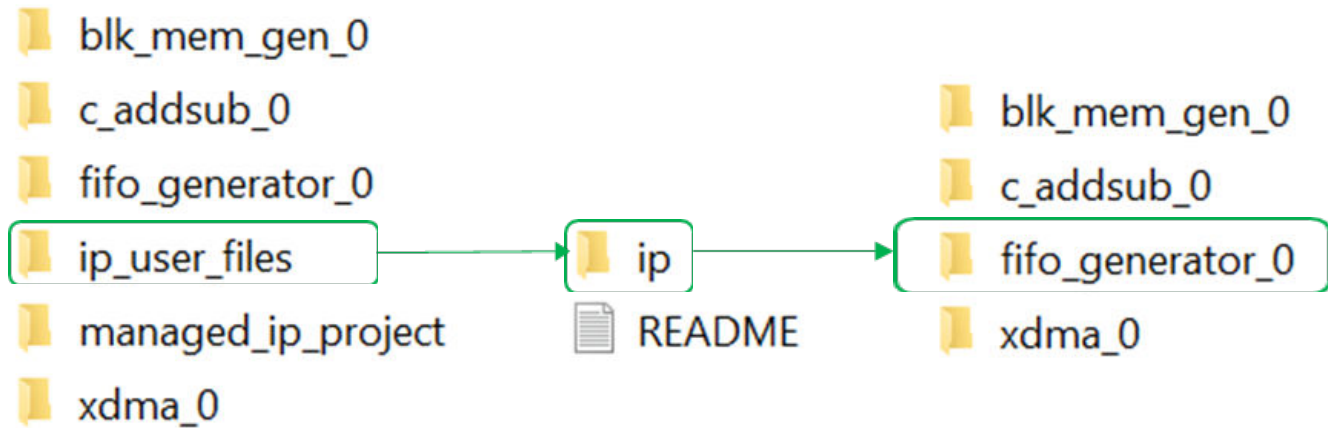 blk_mem_gen_0
c_addsub_0
fifo_generator_0
ip_user_files
managed_ip_project
xdma_0
ip
README
blk_mem_gen_0
c_addsub_0
fifo_generator_0
xdma_0